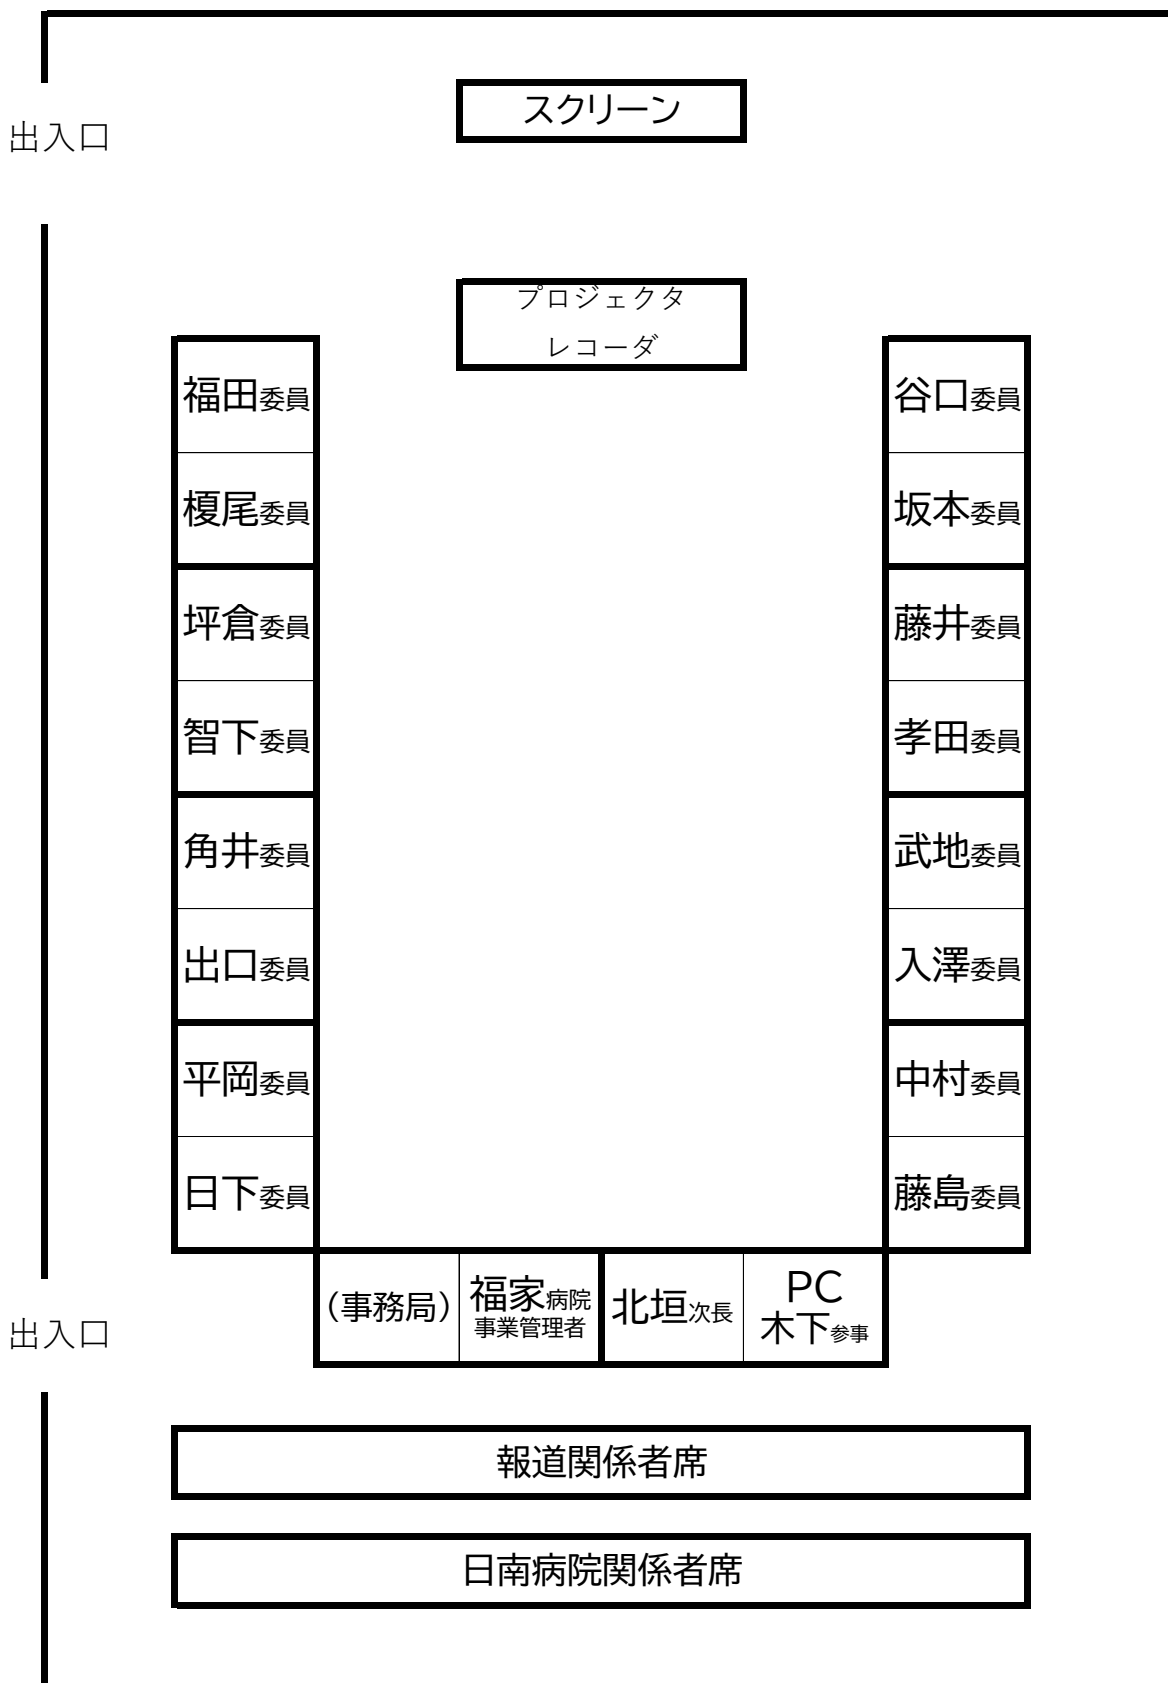 スクリーン
出入口
プロジェクタ
レコーダ
福田委員
谷口委員
榎尾委員
坂本委員
坪倉委員
藤井委員
智下委員
孝田委員
角井委員
武地委員
出口委員
入澤委員
平岡委員
中村委員
日下委員
藤島委員
(事務局)
福家病院
事業管理者
北垣次長
PC
木下参事
出入口
報道関係者席
日南病院関係者席